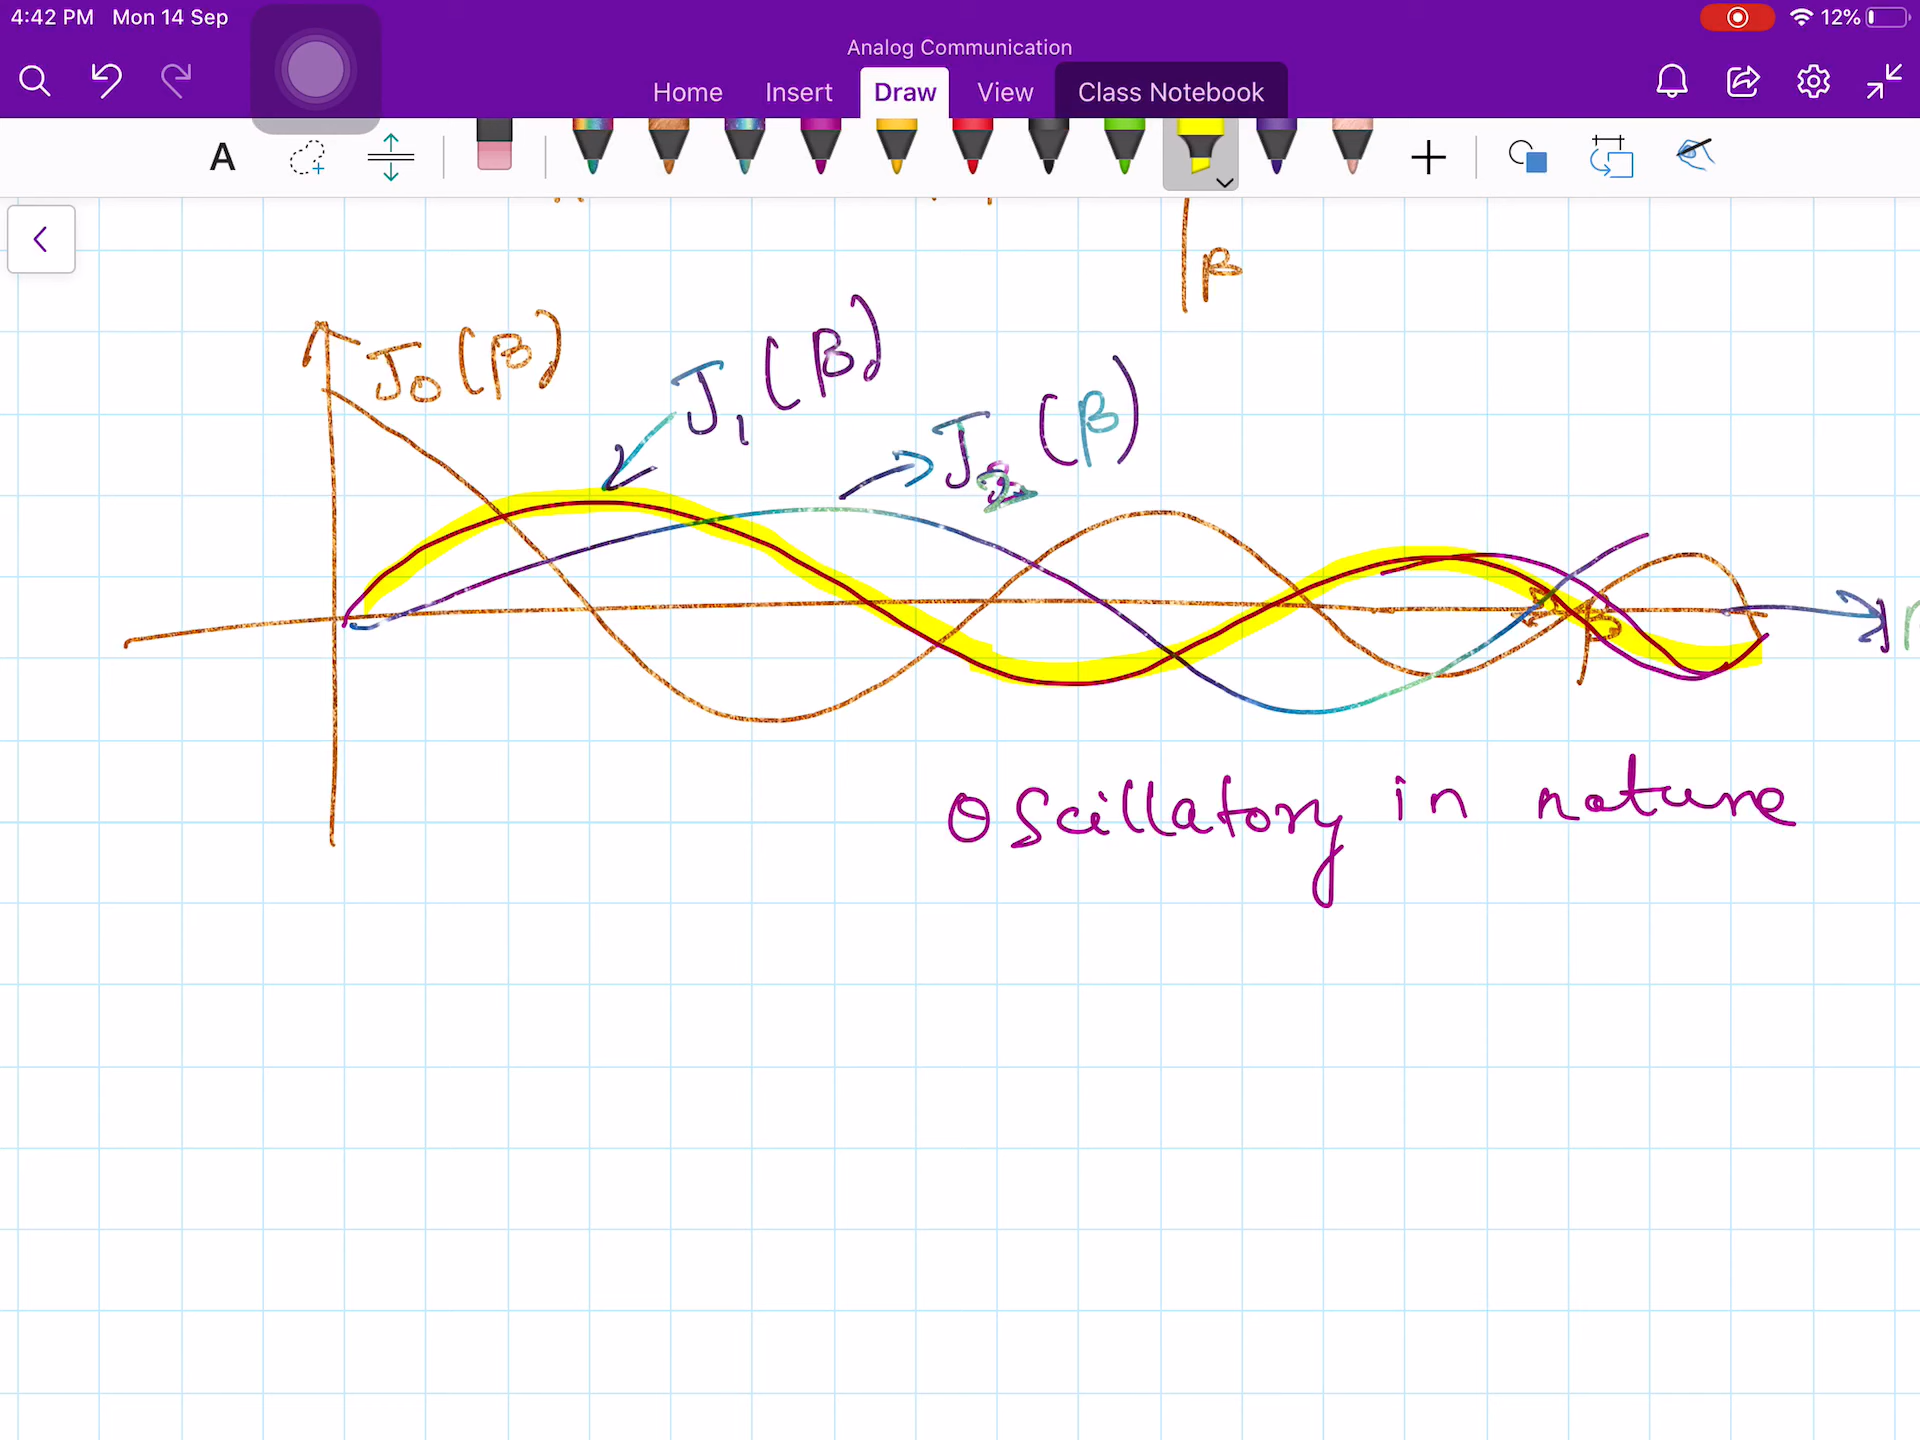 4:42 PM Mon 14 Sep
12%
Analog Communication
Home Insert Draw View Class Notebook
A
β
J₀(β)
J₁(β)
J₂(β)
β
Oscillatory in nature